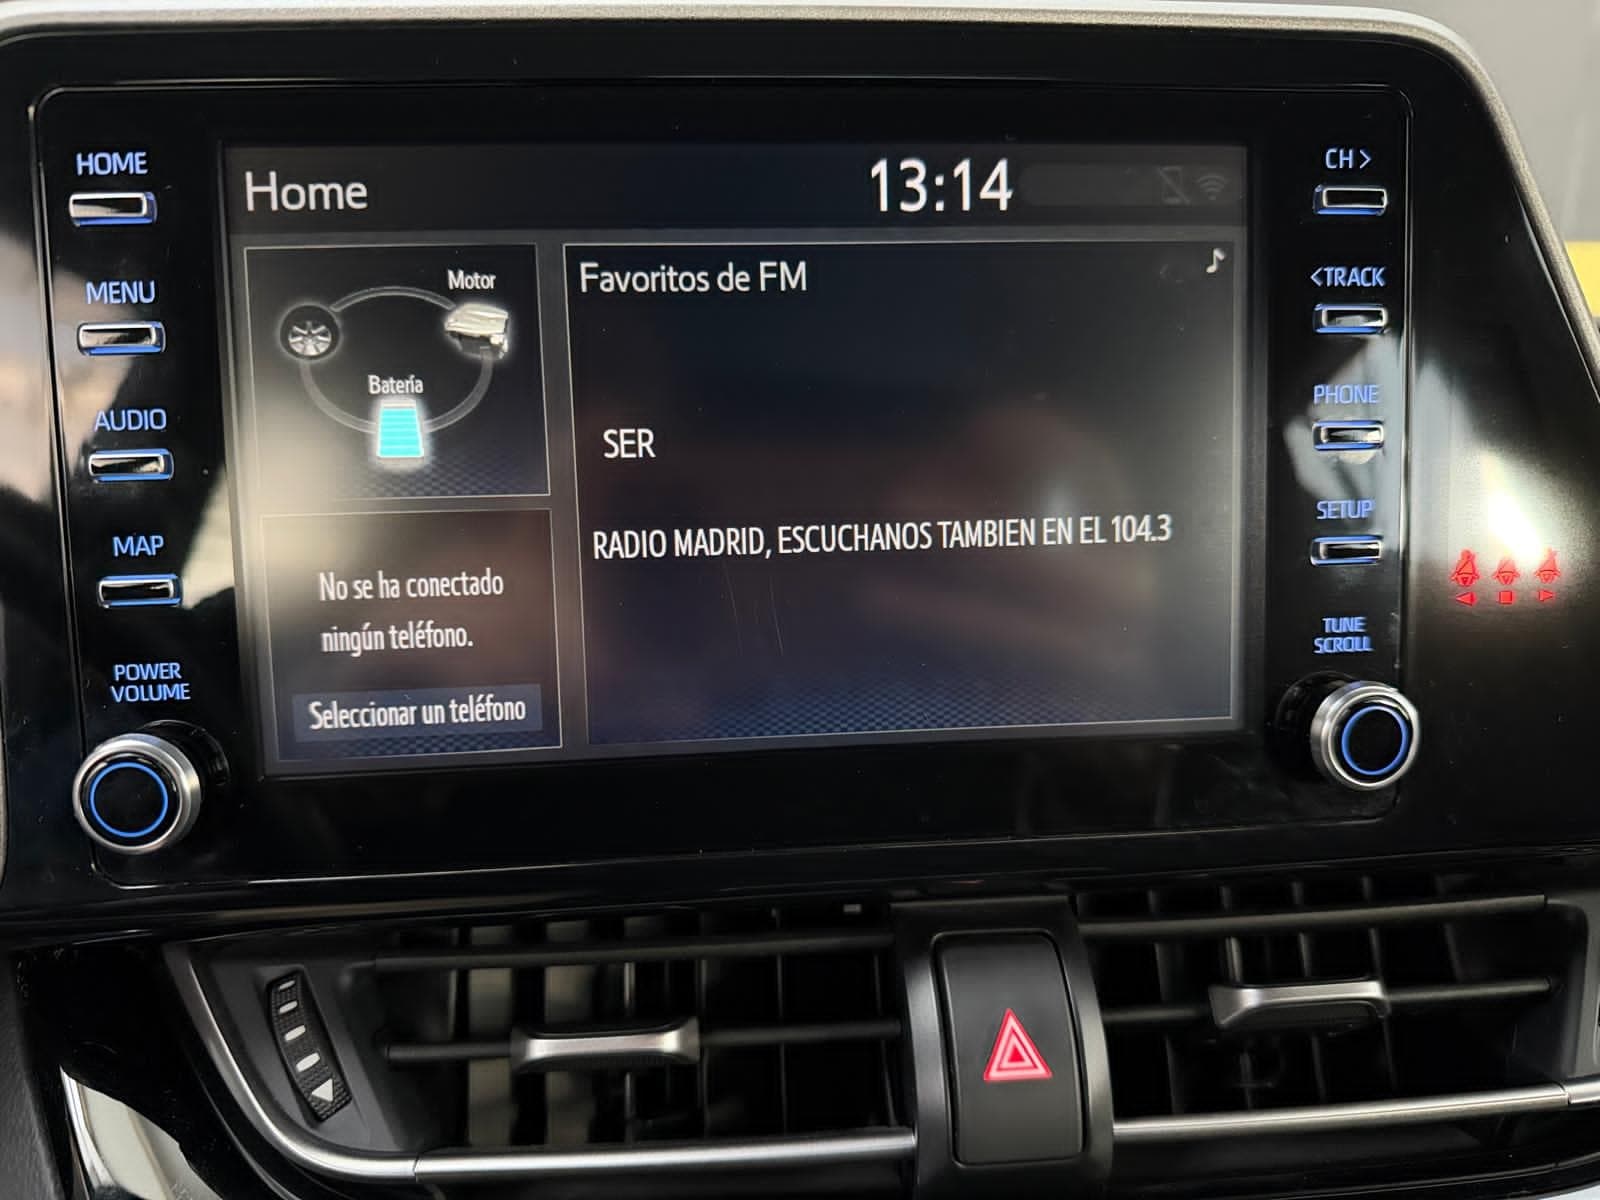 HOME
MENU
AUDIO
MAP
POWER
VOLUME
Home
13:14
Motor
Batería
No se ha conectado
ningún teléfono.
Seleccionar un teléfono
Favoritos de FM
SER
RADIO MADRID, ESCUCHANOS TAMBIEN EN EL 104.3
CH >
< TRACK
PHONE
SETUP
TUNE
SCROLL